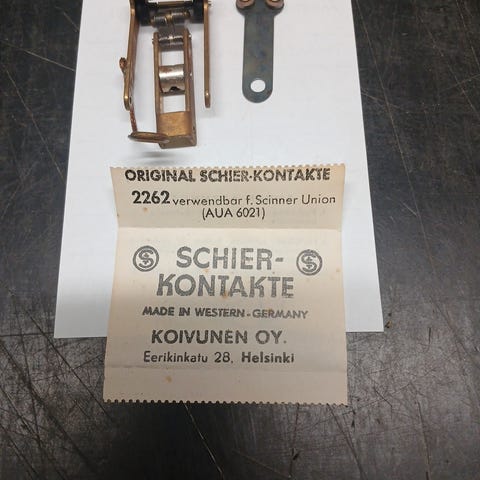 ORIGINAL SCHIER-KONTAKTE
2262 verwendbar f. Scinner Union
(AUA 6021)
SCHIER-
KONTAKTE
MADE IN WESTERN-GERMANY
KOIVUNEN OY.
Eerikinkatu 28, Helsinki